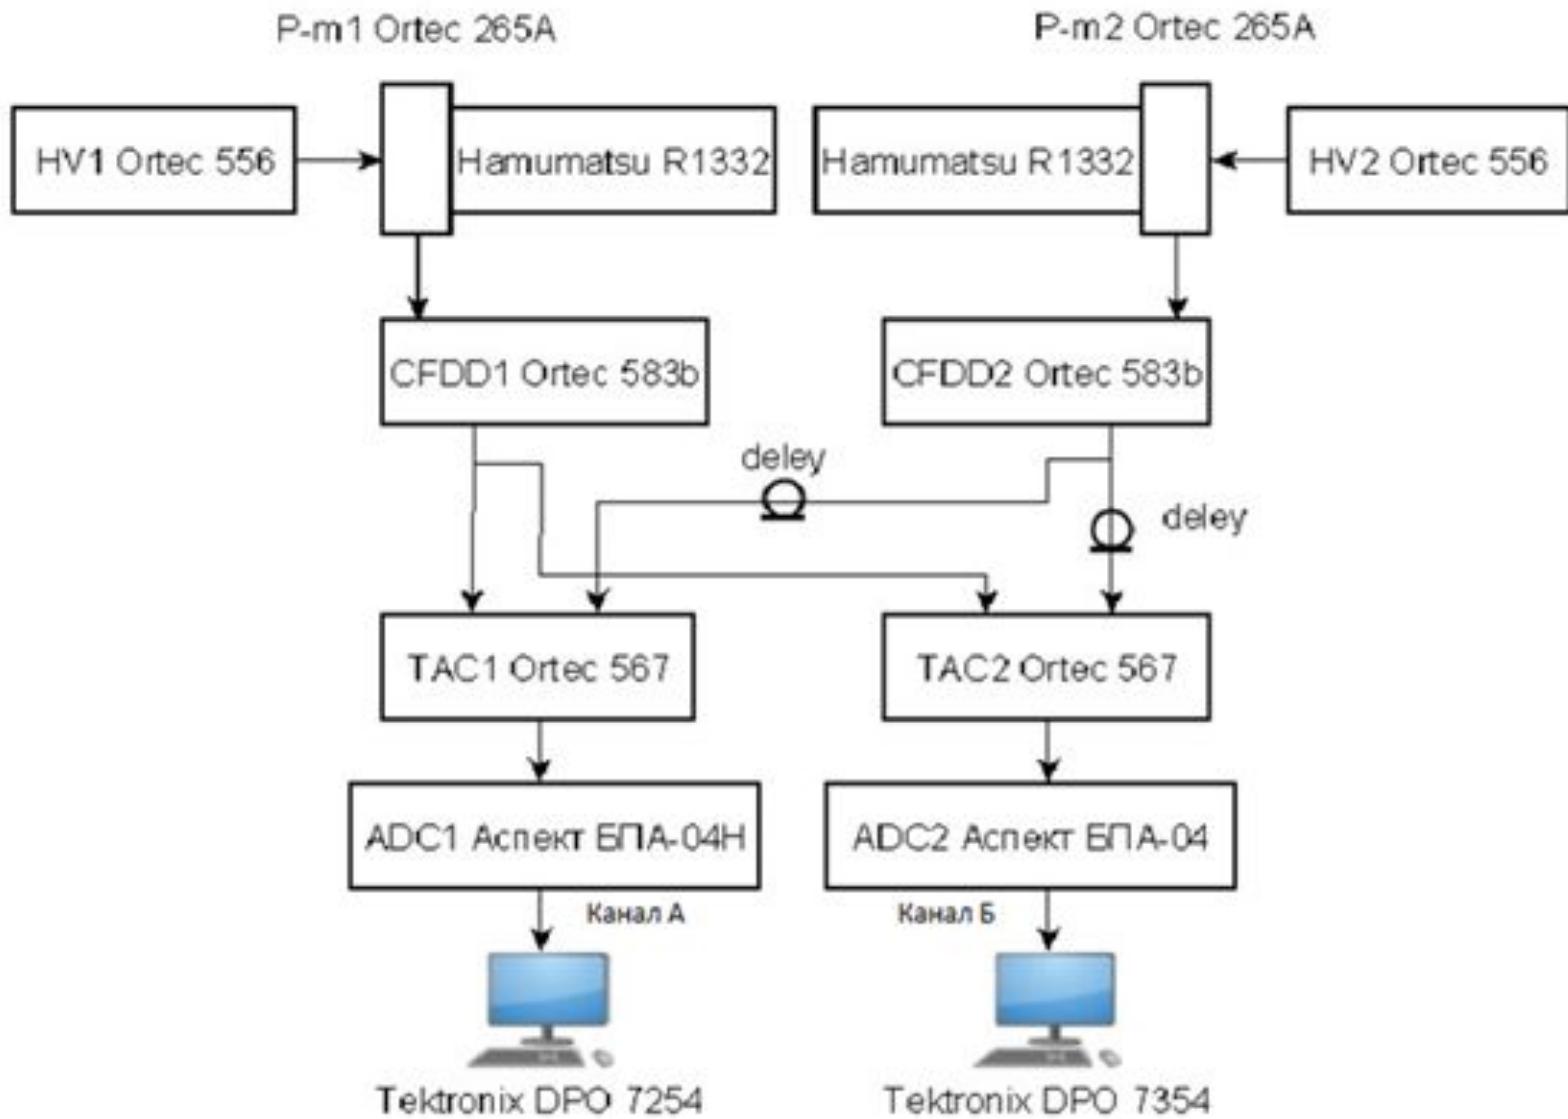 P-m1 Ortec 265A
P-m2 Ortec 265A
HV1 Ortec 556
Hamumatsu R1332
Hamumatsu R1332
HV2 Ortec 556
CFDD1 Ortec 583b
CFDD2 Ortec 583b
deley
deley
TAC1 Ortec 567
TAC2 Ortec 567
ADC1 Аспект БПА-04Н
ADC2 Аспект БПА-04
Канал А
Канал Б
Tektronix DPO 7254
Tektronix DPO 7354